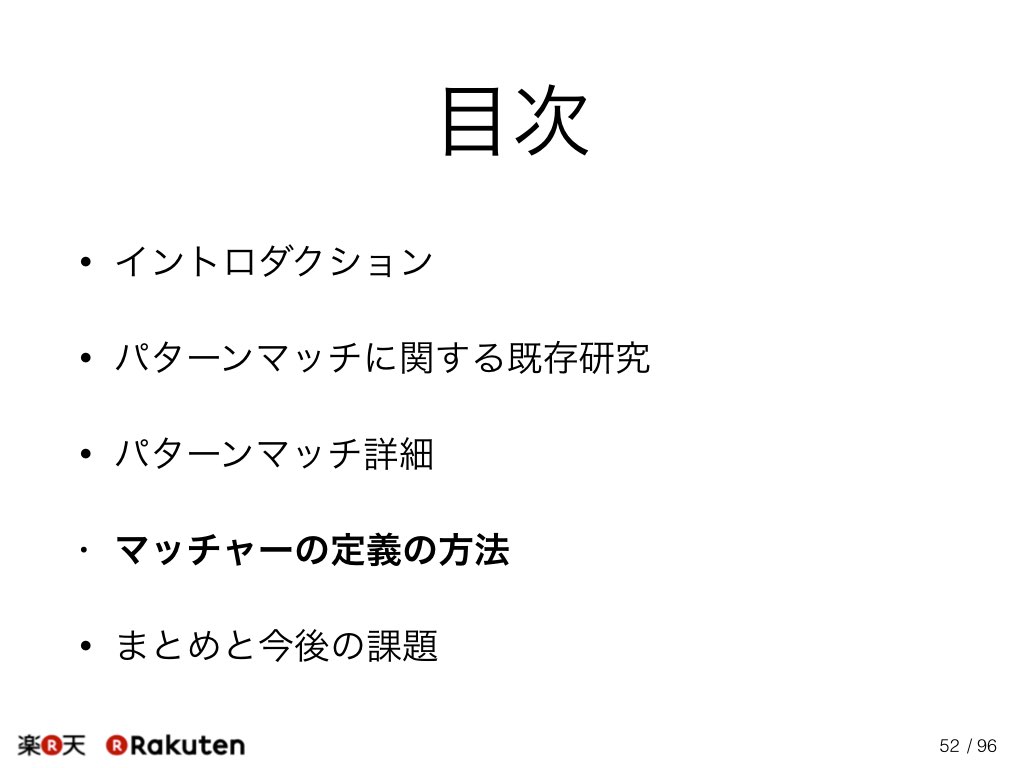 目次
• イントロダクション
• パターンマッチに関する既存研究
• パターンマッチ詳細
• マッチャーの定義の方法
• まとめと今後の課題
楽R天 R Rakuten 52 / 96